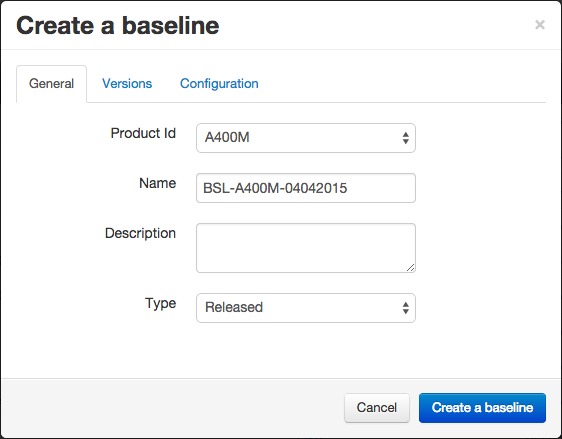 Create a baseline
×
General Versions Configuration
Product Id A400M
Name BSL-A400M-04042015
Description
Type Released
Cancel Create a baseline